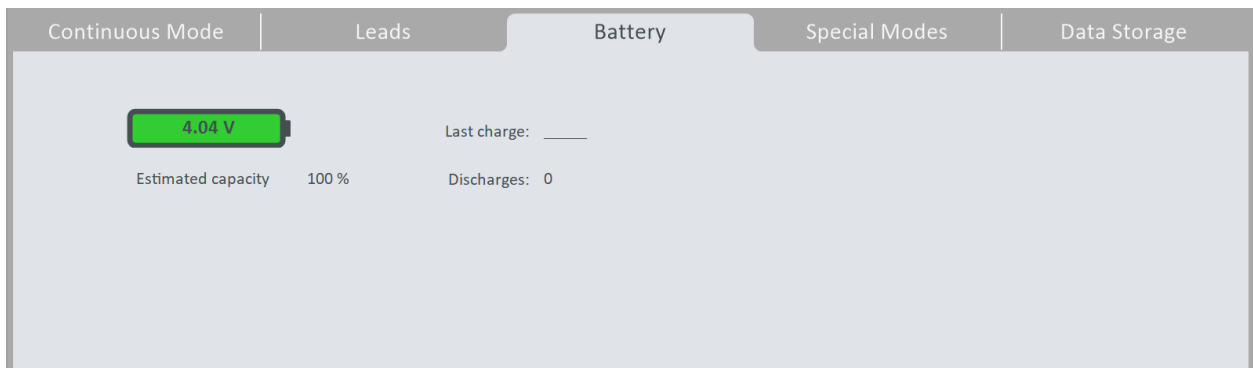 Continuous Mode Leads Battery Special Modes Data Storage
4.04 V
Last charge: _____
Estimated capacity 100 %
Discharges: 0